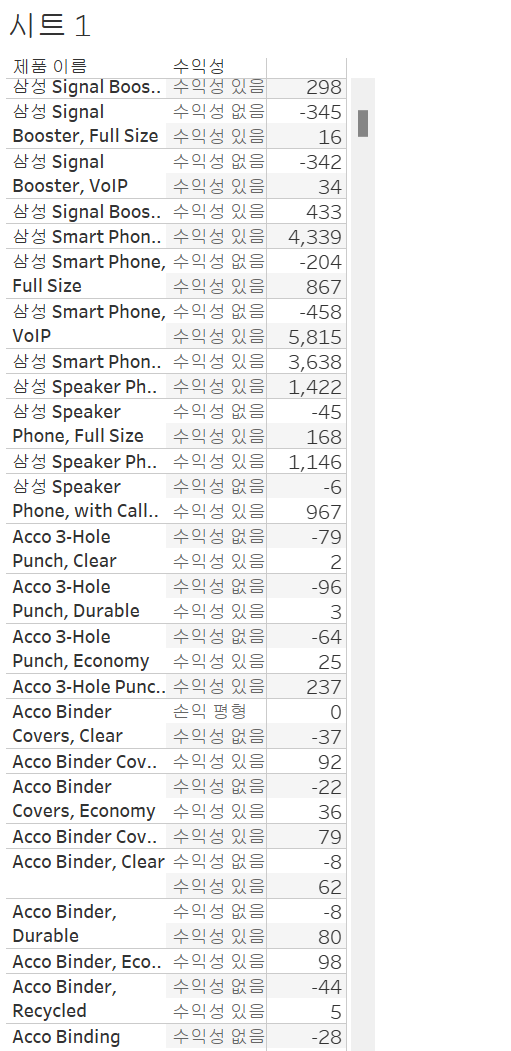 시트 1
제품 이름 수익성
삼성 Signal Boos.. 수익성 있음 298
삼성 Signal 수익성 없음 -345
Booster, Full Size 수익성 있음 16
삼성 Signal 수익성 없음 -342
Booster, VoIP 수익성 있음 34
삼성 Signal Boos.. 수익성 있음 433
삼성 Smart Phon.. 수익성 있음 4,339
삼성 Smart Phone, 수익성 없음 -204
Full Size 수익성 있음 867
삼성 Smart Phone, 수익성 없음 -458
VoIP 수익성 있음 5,815
삼성 Smart Phon.. 수익성 있음 3,638
삼성 Speaker Ph.. 수익성 있음 1,422
삼성 Speaker 수익성 없음 -45
Phone, Full Size 수익성 있음 168
삼성 Speaker Ph.. 수익성 있음 1,146
삼성 Speaker 수익성 없음 -6
Phone, with Call.. 수익성 있음 967
Acco 3-Hole 수익성 없음 -79
Punch, Clear 수익성 있음 2
Acco 3-Hole 수익성 없음 -96
Punch, Durable 수익성 있음 3
Acco 3-Hole 수익성 없음 -64
Punch, Economy 수익성 있음 25
Acco 3-Hole Punc.. 수익성 있음 237
Acco Binder 손익 평형 0
Covers, Clear 수익성 없음 -37
Acco Binder Cov.. 수익성 있음 92
Acco Binder 수익성 없음 -22
Covers, Economy 수익성 있음 36
Acco Binder Cov.. 수익성 있음 79
Acco Binder, Clear 수익성 없음 -8
수익성 있음 62
Acco Binder, 수익성 없음 -8
Durable 수익성 있음 80
Acco Binder, Eco.. 수익성 있음 98
Acco Binder, 수익성 없음 -44
Recycled 수익성 있음 5
Acco Binding 수익성 없음 -28